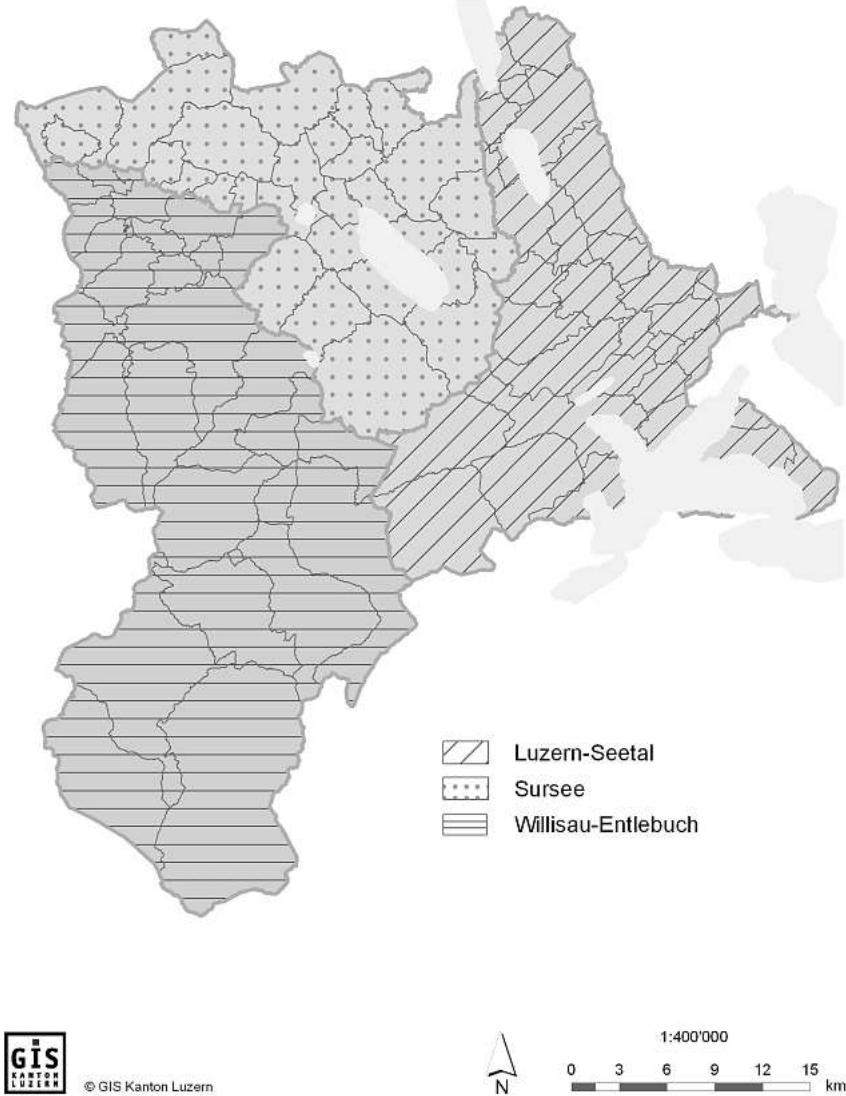 Luzern-Seetal
Sursee
Willisau-Entlebuch
GIS
KANTON
LUZERN
© GIS Kanton Luzern
N
1:400'000
0 3 6 9 12 15
km